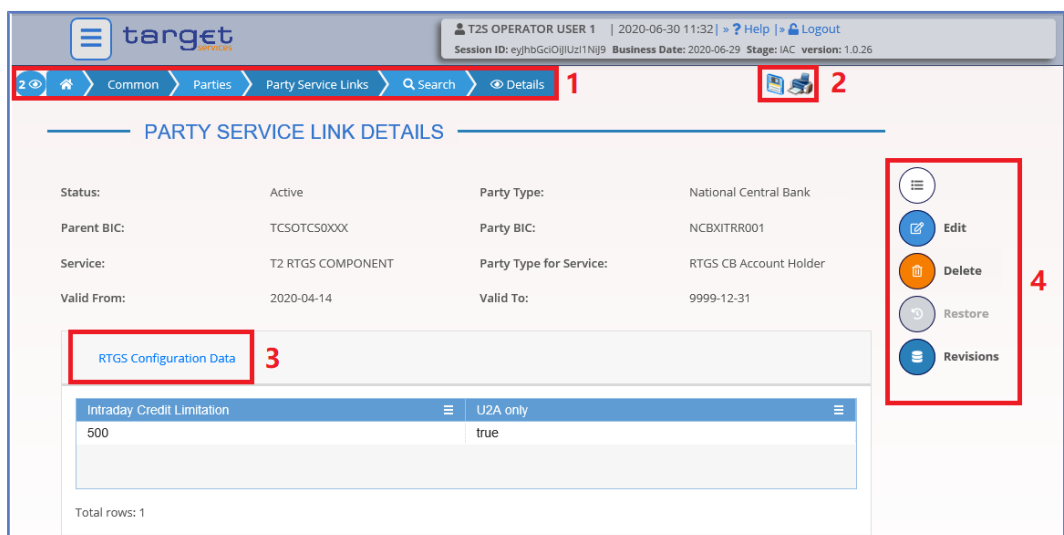 target
services
T2S OPERATOR USER 1 | 2020-06-30 11:32| » ? Help |» Logout
Session ID: eyJhbGciOiJIUzI1NiJ9 Business Date: 2020-06-29 Stage: IAC version: 1.0.26
2 Common Parties Party Service Links Search Details 1
2
PARTY SERVICE LINK DETAILS
Status: Active Party Type: National Central Bank
Parent BIC: TCSOTCS0XXX Party BIC: NCBXITRR001
Edit
Service: T2 RTGS COMPONENT Party Type for Service: RTGS CB Account Holder
Delete
4
Valid From: 2020-04-14 Valid To: 9999-12-31
Restore
RTGS Configuration Data 3
Revisions
Intraday Credit Limitation U2A only
500 true
Total rows: 1